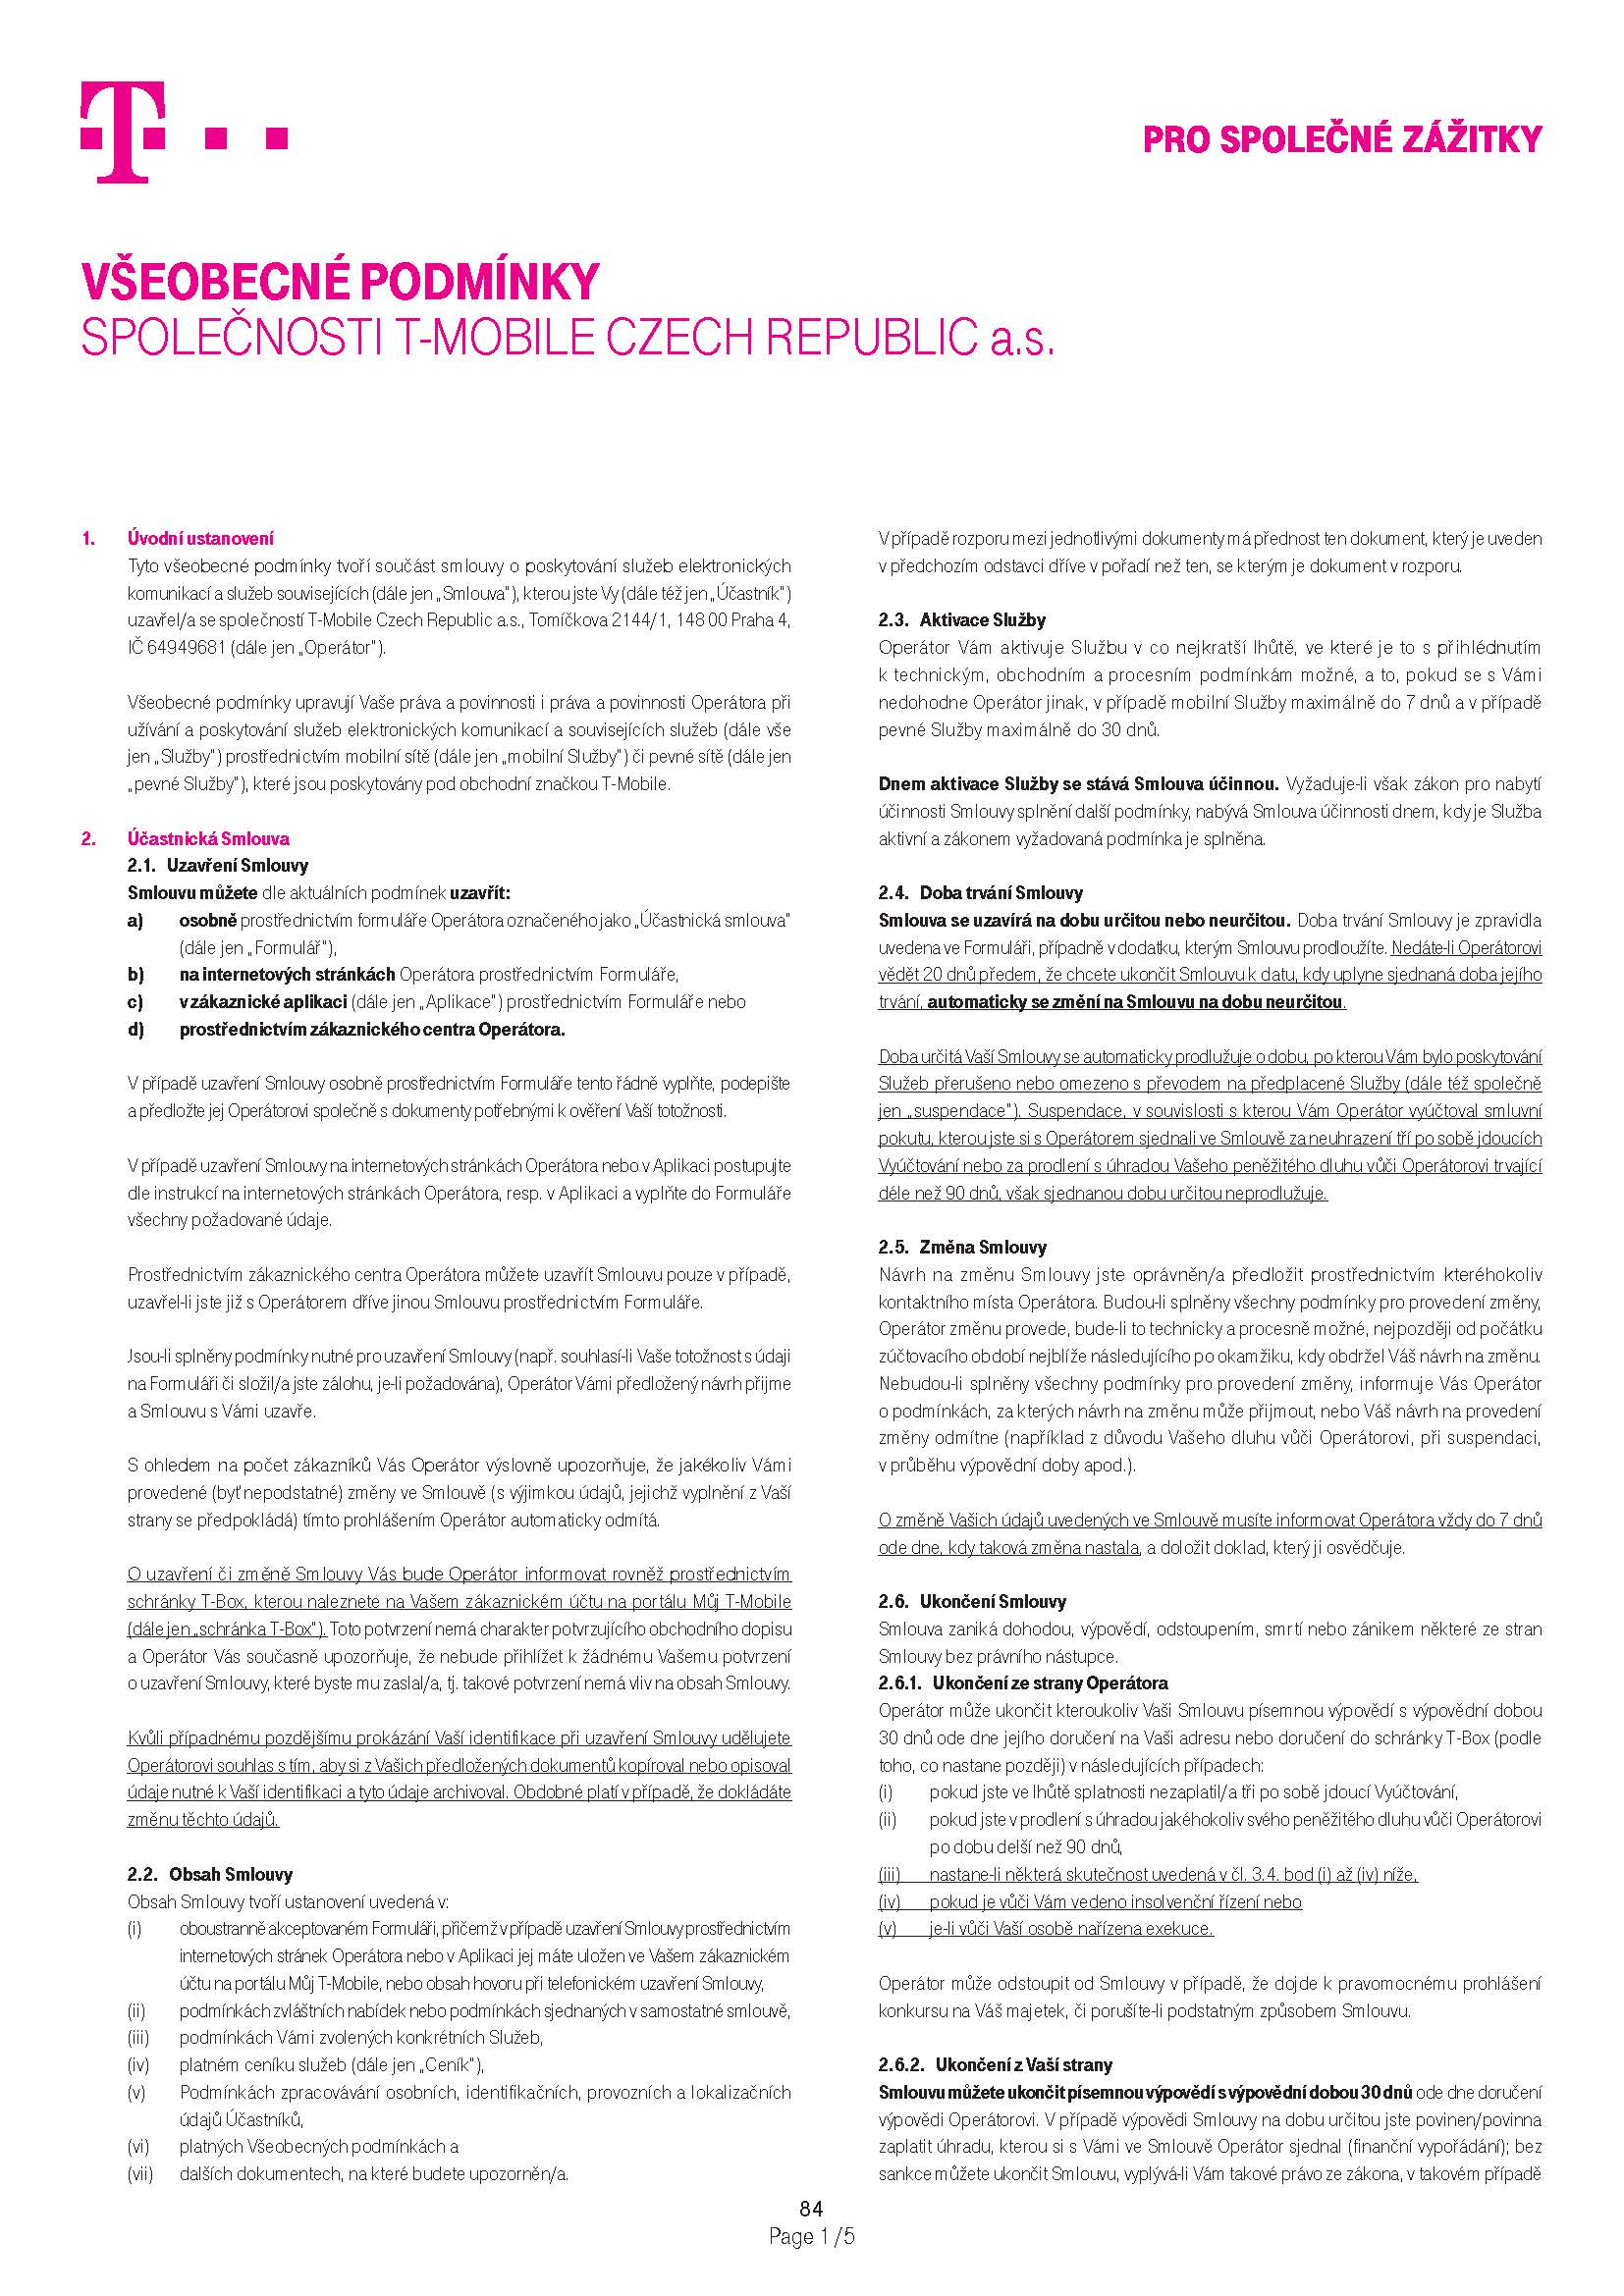 T
PRO SPOLEČNÉ ZÁŽITKY
VŠEOBECNÉ PODMÍNKY
SPOLEČNOSTI T-MOBILE CZECH REPUBLIC a.s.
1. Úvodní ustanovení
Tyto všeobecné podmínky tvoří součást smlouvy o poskytování služeb elektronických
komunikací a služeb souvisejících (dále jen „Smlouva“), kterou jste Vy (dále též jen „Účastník“)
uzavřel/a se společností T-Mobile Czech Republic a.s., Tomíčkova 2144/1, 148 00 Praha 4,
IČ 64949681 (dále jen „Operátor“).
Všeobecné podmínky upravují Vaše práva a povinnosti i práva a povinnosti Operátora při
užívání a poskytování služeb elektronických komunikací a souvisejících služeb (dále vše
jen „Služby“) prostřednictvím mobilní sítě (dále jen „mobilní Služby“) či pevné sítě (dále jen
„pevné Služby“), které jsou poskytovány pod obchodní značkou T-Mobile.
2. Účastnická Smlouva
2.1. Uzavření Smlouvy
Smlouvu můžete dle aktuálních podmínek uzavřít:
a) osobně prostřednictvím formuláře Operátora označeného jako „Účastnická smlouva“
(dále jen „Formulář“),
b) na internetových stránkách Operátora prostřednictvím Formuláře,
c) v zákaznické aplikaci (dále jen „Aplikace“) prostřednictvím Formuláře nebo
d) prostřednictvím zákaznického centra Operátora.
V případě uzavření Smlouvy osobně prostřednictvím Formuláře tento řádně vyplňte, podepište
a předložte jej Operátorovi společně s dokumenty potřebnými k ověření Vaší totožnosti.
V případě uzavření Smlouvy na internetových stránkách Operátora nebo v Aplikaci postupujte
dle instrukcí na internetových stránkách Operátora, resp. v Aplikaci a vyplňte do Formuláře
všechny požadované údaje.
Prostřednictvím zákaznického centra Operátora můžete uzavřít Smlouvu pouze v případě,
uzavřel-li jste již s Operátorem dříve jinou Smlouvu prostřednictvím Formuláře.
Jsou-li splněny podmínky nutné pro uzavření Smlouvy (např. souhlasí-li Vaše totožnost s údaji
na Formuláři či složil/a jste zálohu, je-li požadována), Operátor Vámi předložený návrh přijme
a Smlouvu s Vámi uzavře.
S ohledem na počet zákazníků Vás Operátor výslovně upozorňuje, že jakékoliv Vámi
provedené (byť nepodstatné) změny ve Smlouvě (s výjimkou údajů, jejichž vyplnění z Vaší
strany se předpokládá) tímto prohlášením Operátor automaticky odmítá.
O uzavření či změně Smlouvy Vás bude Operátor informovat rovněž prostřednictvím
schránky T-Box, kterou naleznete na Vašem zákaznickém účtu na portálu Můj T-Mobile
(dále jen „schránka T-Box“). Toto potvrzení nemá charakter potvrzujícího obchodního dopisu
a Operátor Vás současně upozorňuje, že nebude přihlížet k žádnému Vašemu potvrzení
o uzavření Smlouvy, které byste mu zaslal/a, tj. takové potvrzení nemá vliv na obsah Smlouvy.
Kvůli případnému pozdějšímu prokázání Vaší identifikace při uzavření Smlouvy udělujete
Operátorovi souhlas s tím, aby si z Vašich předložených dokumentů kopíroval nebo opisoval
údaje nutné k Vaší identifikaci a tyto údaje archivoval. Obdobné platí v případě, že dokládáte
změnu těchto údajů.
2.2. Obsah Smlouvy
Obsah Smlouvy tvoří ustanovení uvedená v:
(i) oboustranně akceptovaném Formuláři, přičemž v případě uzavření Smlouvy prostřednictvím
internetových stránek Operátora nebo v Aplikaci jej máte uložen ve Vašem zákaznickém
účtu na portálu Můj T-Mobile, nebo obsah hovoru při telefonickém uzavření Smlouvy,
(ii) podmínkách zvláštních nabídek nebo podmínkách sjednaných v samostatné smlouvě,
(iii) podmínkách Vámi zvolených konkrétních Služeb,
(iv) platném ceníku služeb (dále jen „Ceník“),
(v) Podmínkách zpracovávání osobních, identifikačních, provozních a lokalizačních
údajů Účastníků,
(vi) platných Všeobecných podmínkách a
(vii) dalších dokumentech, na které budete upozorněn/a.
V případě rozporu mezi jednotlivými dokumenty má přednost ten dokument, který je uveden
v předchozím odstavci dříve v pořadí než ten, se kterým je dokument v rozporu.
2.3. Aktivace Služby
Operátor Vám aktivuje Službu v co nejkratší lhůtě, ve které je to s přihlédnutím
k technickým, obchodním a procesním podmínkám možné, a to, pokud se s Vámi
nedohodne Operátor jinak, v případě mobilní Služby maximálně do 7 dnů a v případě
pevné Služby maximálně do 30 dnů.
Dnem aktivace Služby se stává Smlouva účinnou. Vyžaduje-li však zákon pro nabytí
účinnosti Smlouvy splnění další podmínky, nabývá Smlouva účinnosti dnem, kdy je Služba
aktivní a zákonem vyžadovaná podmínka je splněna.
2.4. Doba trvání Smlouvy
Smlouva se uzavírá na dobu určitou nebo neurčitou. Doba trvání Smlouvy je zpravidla
uvedena ve Formuláři, případně v dodatku, kterým Smlouvu prodloužíte. Nedáte-li Operátorovi
vědět 20 dnů předem, že chcete ukončit Smlouvu k datu, kdy uplyne sjednaná doba jejího
trvání, automaticky se změní na Smlouvu na dobu neurčitou.
Doba určitá Vaší Smlouvy se automaticky prodlužuje o dobu, po kterou Vám bylo poskytování
Služeb přerušeno nebo omezeno s převodem na předplacené Služby (dále též společně
jen „suspendace“). Suspendace, v souvislosti s kterou Vám Operátor vyúčtoval smluvní
pokutu, kterou jste si s Operátorem sjednali ve Smlouvě za neuhrazení tří po sobě jdoucích
Vyúčtování nebo za prodlení s úhradou Vašeho peněžitého dluhu vůči Operátorovi trvající
déle než 90 dnů, však sjednanou dobu určitou neprodlužuje.
2.5. Změna Smlouvy
Návrh na změnu Smlouvy jste oprávněn/a předložit prostřednictvím kteréhokoliv
kontaktního místa Operátora. Budou-li splněny všechny podmínky pro provedení změny,
Operátor změnu provede, bude-li to technicky a procesně možné, nejpozději od počátku
zúčtovacího období nejblíže následujícího po okamžiku, kdy obdržel Váš návrh na změnu.
Nebudou-li splněny všechny podmínky pro provedení změny, informuje Vás Operátor
o podmínkách, za kterých návrh na změnu může přijmout, nebo Váš návrh na provedení
změny odmítne (například z důvodu Vašeho dluhu vůči Operátorovi, při suspendaci,
v průběhu výpovědní doby apod.).
O změně Vašich údajů uvedených ve Smlouvě musíte informovat Operátora vždy do 7 dnů
ode dne, kdy taková změna nastala, a doložit doklad, který ji osvědčuje.
2.6. Ukončení Smlouvy
Smlouva zaniká dohodou, výpovědí, odstoupením, smrtí nebo zánikem některé ze stran
Smlouvy bez právního nástupce.
2.6.1. Ukončení ze strany Operátora
Operátor může ukončit kteroukoliv Vaši Smlouvu písemnou výpovědí s výpovědní dobou
30 dnů ode dne jejího doručení na Vaši adresu nebo doručení do schránky T-Box (podle
toho, co nastane později) v následujících případech:
(i) pokud jste ve lhůtě splatnosti nezaplatil/a tři po sobě jdoucí Vyúčtování,
(ii) pokud jste v prodlení s úhradou jakéhokoliv svého peněžitého dluhu vůči Operátorovi
po dobu delší než 90 dnů,
(iii) nastane-li některá skutečnost uvedená v čl. 3.4. bod (i) až (iv) níže,
(iv) pokud je vůči Vám vedeno insolvenční řízení nebo
(v) je-li vůči Vaší osobě nařízena exekuce.
Operátor může odstoupit od Smlouvy v případě, že dojde k pravomocnému prohlášení
konkursu na Váš majetek, či porušíte-li podstatným způsobem Smlouvu.
2.6.2. Ukončení z Vaší strany
Smlouvu můžete ukončit písemnou výpovědí s výpovědní dobou 30 dnů ode dne doručení
výpovědi Operátorovi. V případě výpovědi Smlouvy na dobu určitou jste povinen/povinna
zaplatit úhradu, kterou si s Vámi ve Smlouvě Operátor sjednal (finanční vypořádání); bez
sankce můžete ukončit Smlouvu, vyplývá-li Vám takové právo ze zákona, v takovém případě
84
Page 1/5